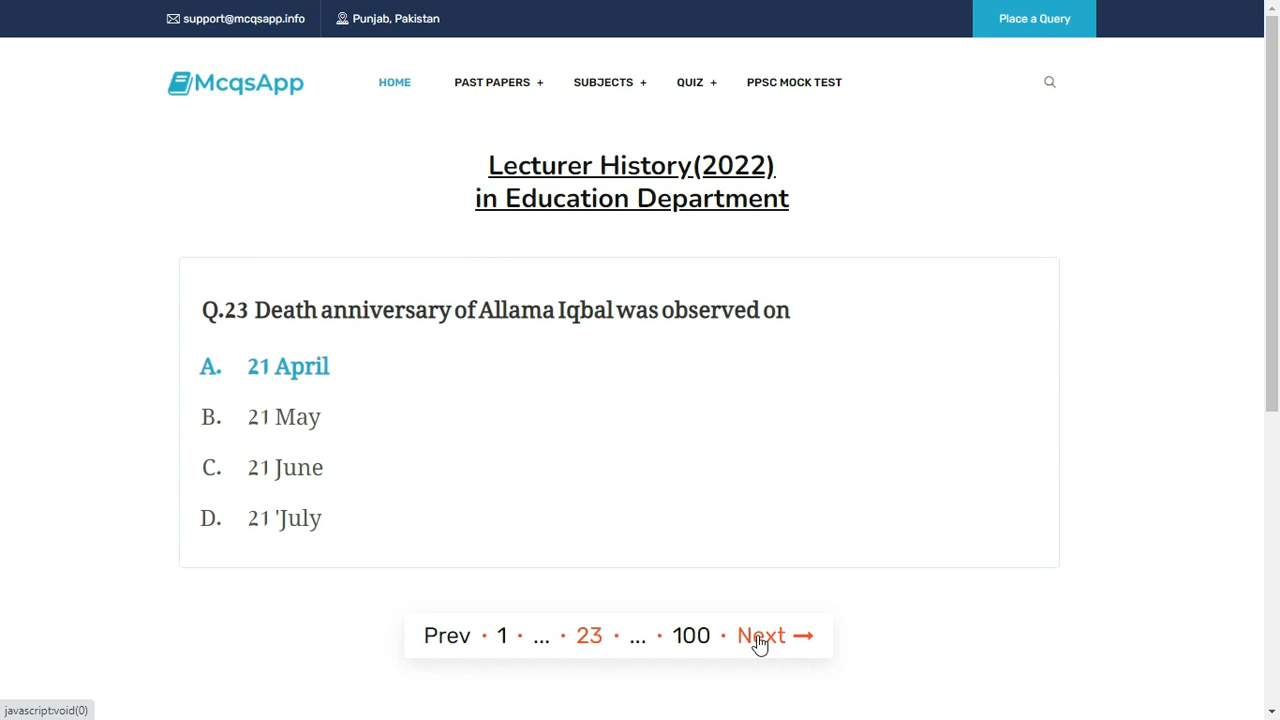 support@mcqsapp.info
Punjab, Pakistan
Place a Query
McqsApp
HOME
PAST PAPERS +
SUBJECTS +
QUIZ +
PPSC MOCK TEST
Lecturer History(2022)
in Education Department
Q.23 Death anniversary of Allama Iqbal was observed on
A. 21 April
B. 21 May
C. 21 June
D. 21 'July
Prev · 1 · ... · 23 · ... · 100 · Next →
javascript:void(0)